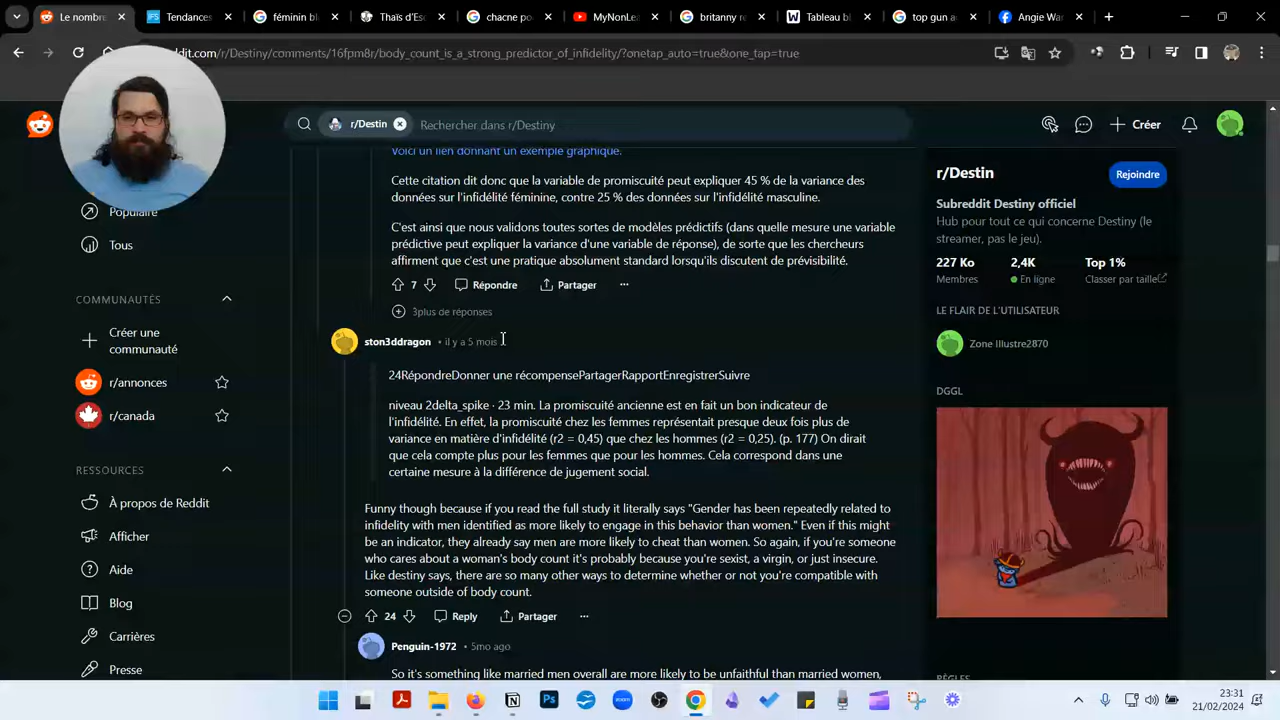 Le nombre
Tendances
féminin bl
Thaïs d'Esc
chacne po
MyNonLea
britanny re
Tableau bl
top gun a
Angie Wa
ddit.com/r/Destiny/comments/16fpm8r/body_count_is_a_strong_predictor_of_infidelity/?onetap_auto=true&one_tap=true
r/Destin
Rechercher dans r/Destiny
Créer
Populaire
Tous
COMMUNAUTÉS
Créer une
communauté
r/annonces
r/canada
RESSOURCES
À propos de Reddit
Afficher
Aide
Blog
Carrières
Presse
Voici un lien donnant un exemple graphique.
Cette citation dit donc que la variable de promiscuité peut expliquer 45 % de la variance des
données sur l'infidélité féminine, contre 25 % des données sur l'infidélité masculine.
C'est ainsi que nous validons toutes sortes de modèles prédictifs (dans quelle mesure une variable
prédictive peut expliquer la variance d'une variable de réponse), de sorte que les chercheurs
affirment que c'est une pratique absolument standard lorsqu'ils discutent de prévisibilité.
7 Répondre Partager ...
3plus de réponses
ston3ddragon • il y a 5 mois
24RépondreDonner une récompensePartagerRapportEnregistrerSuivre
niveau 2delta_spike · 23 min. La promiscuité ancienne est en fait un bon indicateur de
l'infidélité. En effet, la promiscuité chez les femmes représentait presque deux fois plus de
variance en matière d'infidélité (r2 = 0,45) que chez les hommes (r2 = 0,25). (p. 177) On dirait
que cela compte plus pour les femmes que pour les hommes. Cela correspond dans une
certaine mesure à la différence de jugement social.
Funny though because if you read the full study it literally says "Gender has been repeatedly related to
infidelity with men identified as more likely to engage in this behavior than women." Even if this might
be an indicator, they already say men are more likely to cheat than women. So again, if you're someone
who cares about a woman's body count it's probably because you're sexist, a virgin, or just insecure.
Like destiny says, there are so many other ways to determine whether or not you're compatible with
someone outside of body count.
24 Reply Partager ...
Penguin-1972 • 5mo ago
So it's something like married men overall are more likely to be unfaithful than married women,
r/Destin
Rejoindre
Subreddit Destiny officiel
Hub pour tout ce qui concerne Destiny (le
streamer, pas le jeu).
227 Ko 2,4K Top 1%
Membres En ligne Classer par taille
LE FLAIR DE L'UTILISATEUR
Zone Illustre2870
DGGL
RÈGLES
23:31
21/02/2024